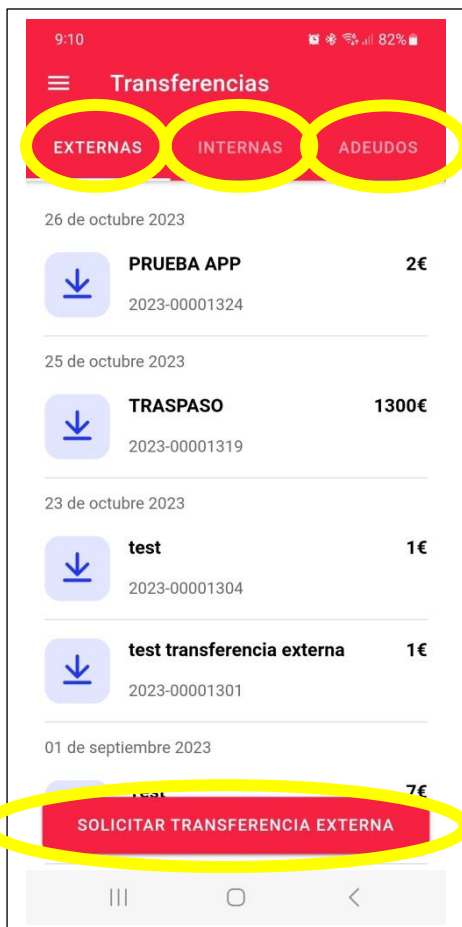 9:10 82%
Transferencias
EXTERNAS INTERNAS ADEUDOS
26 de octubre 2023
PRUEBA APP 2€
2023-00001324
25 de octubre 2023
TRASPASO 1300€
2023-00001319
23 de octubre 2023
test 1€
2023-00001304
test transferencia externa 1€
2023-00001301
01 de septiembre 2023
Test 7€
SOLICITAR TRANSFERENCIA EXTERNA